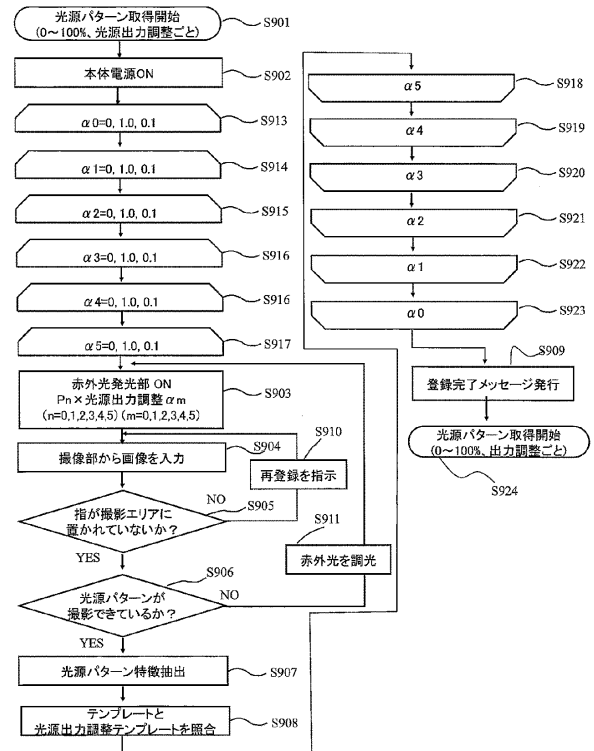 光源パターン取得開始
(0～100%、光源出力調整ごと)
S901
本体電源ON
S902
α0=0, 1.0, 0.1
S913
α1=0, 1.0, 0.1
S914
α2=0, 1.0, 0.1
S915
α3=0, 1.0, 0.1
S916
α4=0, 1.0, 0.1
S916
α5=0, 1.0, 0.1
S917
赤外光発光部 ON
Pn×光源出力調整αm
(n=0,1,2,3,4,5)(m=0,1,2,3,4,5)
S903
撮像部から画像を入力
S904
再登録を指示
S910
指が撮影エリアに
置かれていないか？
S905
NO
YES
赤外光を調光
S911
光源パターンが
撮影できているか？
S906
NO
YES
光源パターン特徴抽出
S907
テンプレートと
光源出力調整テンプレートを照合
S908
α5
S918
α4
S919
α3
S920
α2
S921
α1
S922
α0
S923
S909
登録完了メッセージ発行
光源パターン取得開始
(0～100%、出力調整ごと)
S924